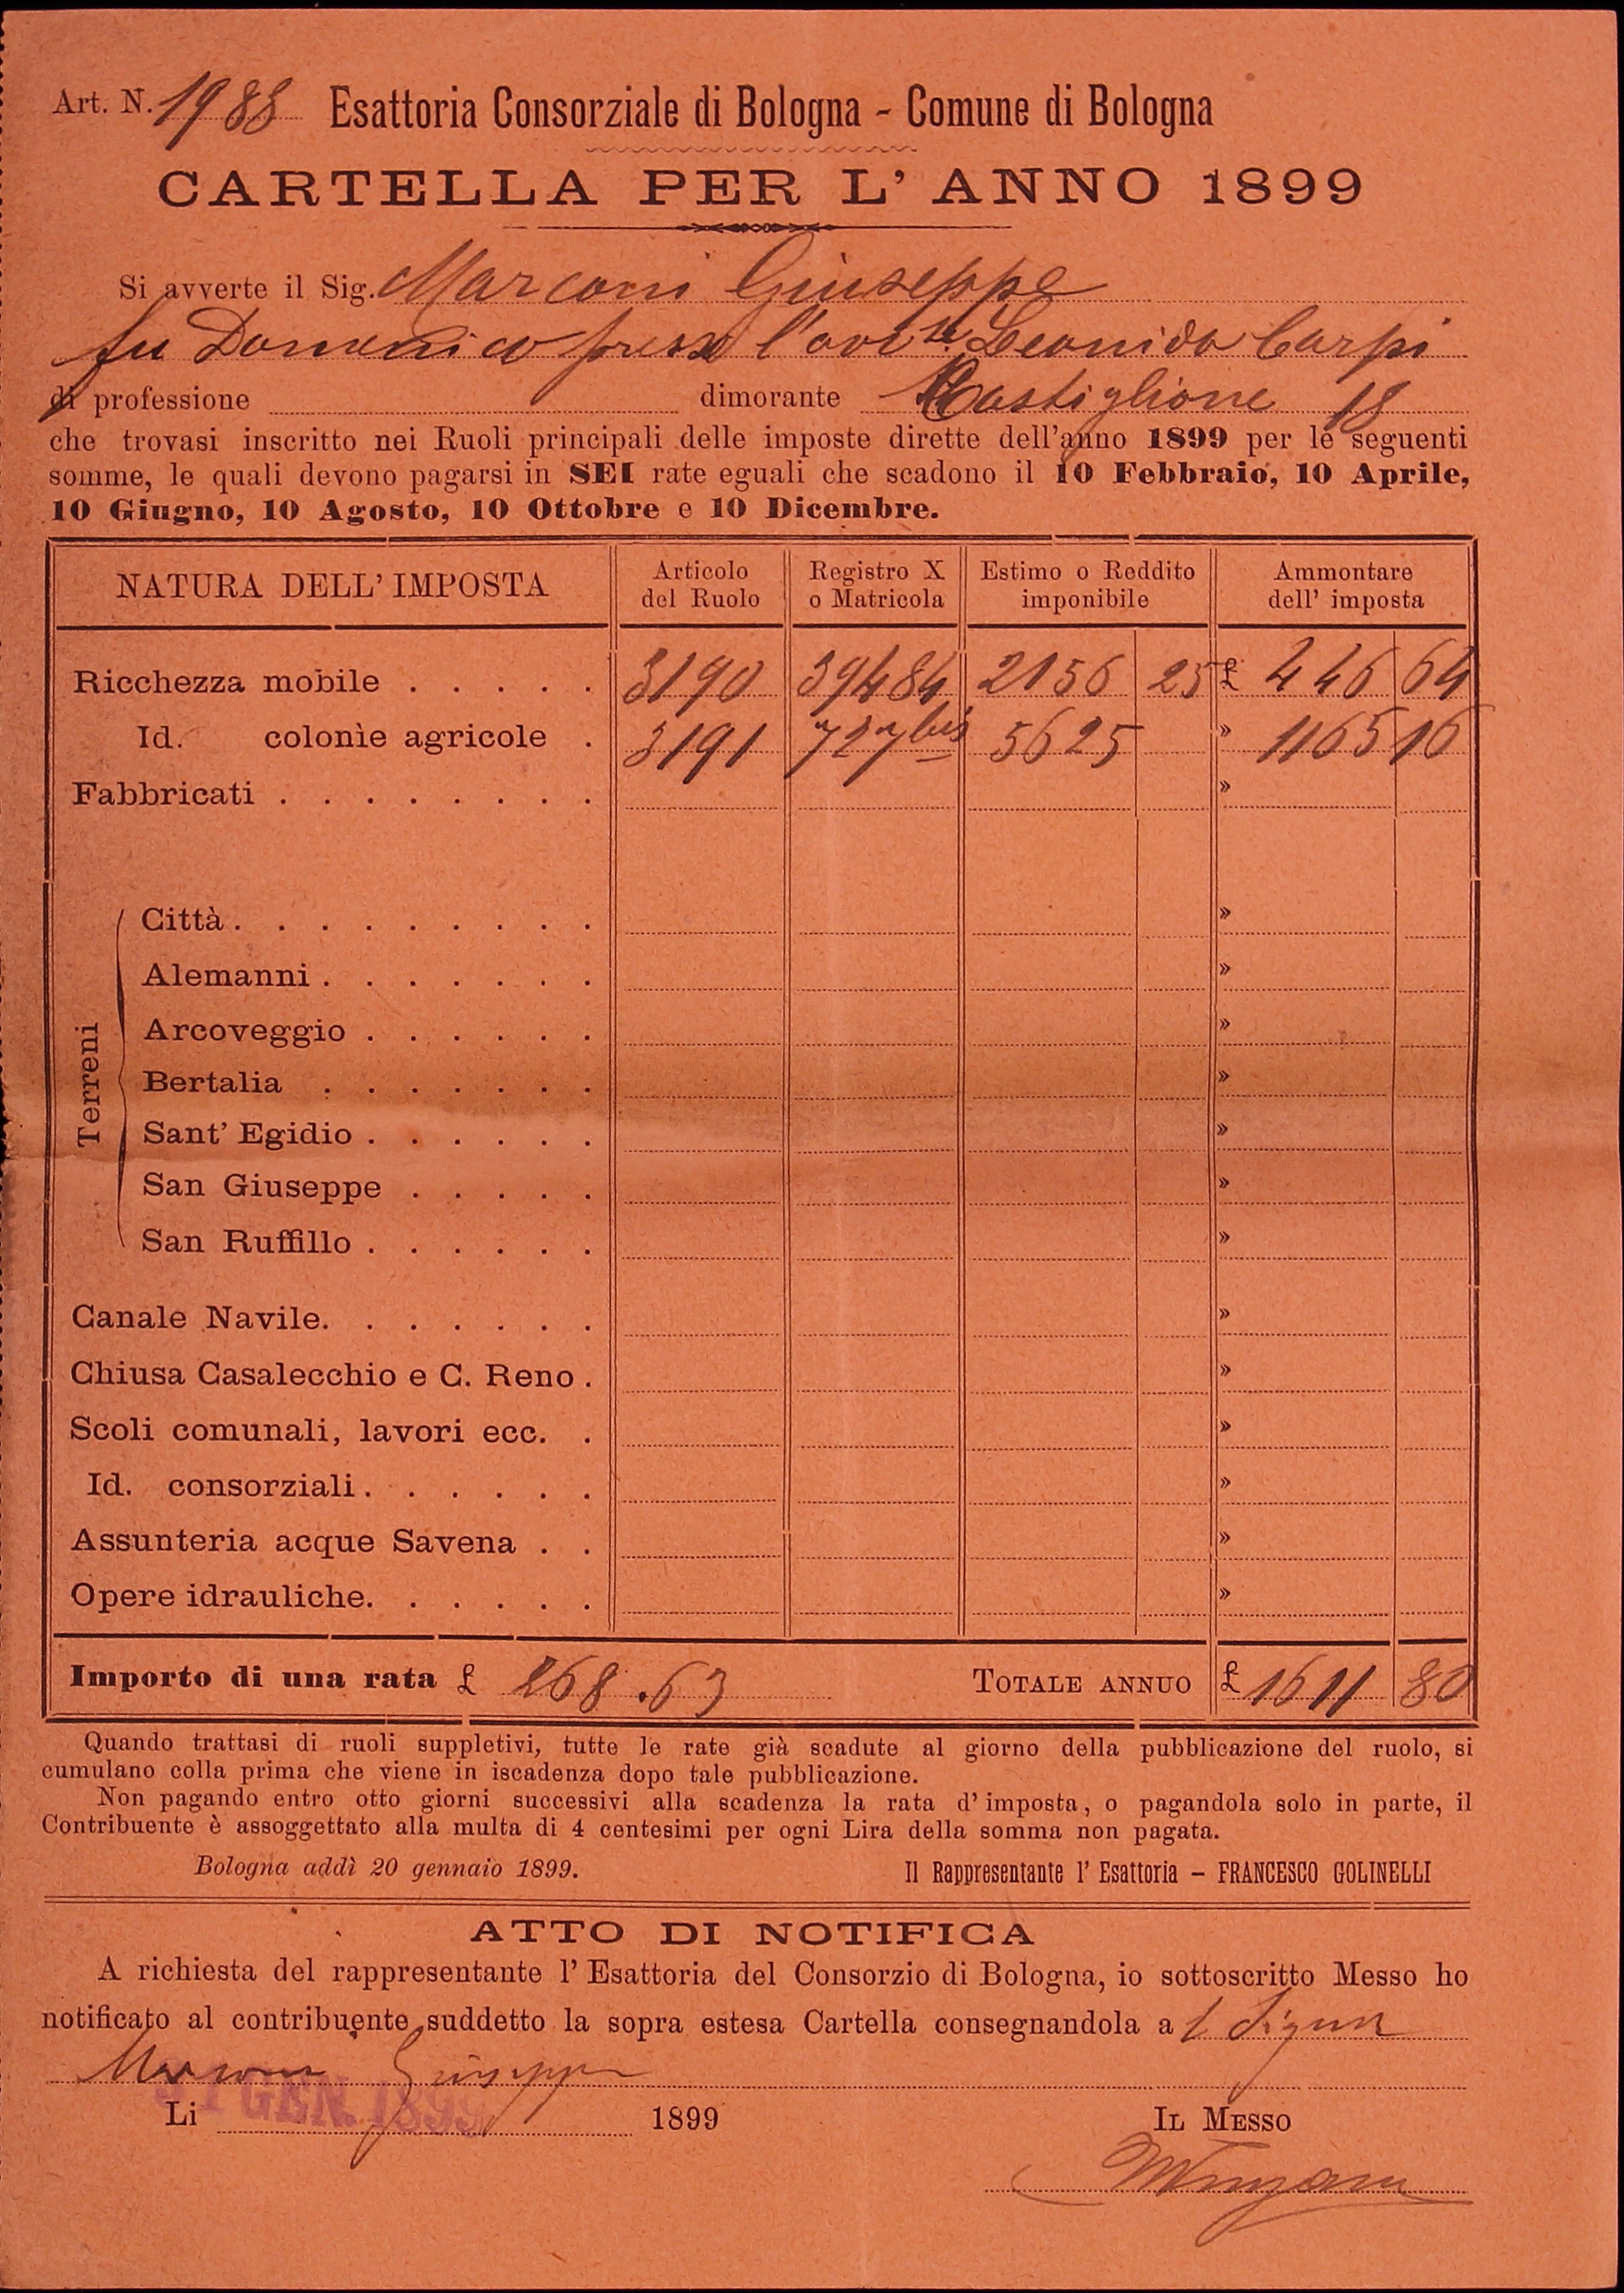 Art. N. 1988 Esattoria Consorziale di Bologna - Comune di Bologna
CARTELLA PER L' ANNO 1899
Si avverte il Sig. Marconi Giuseppe
fu Domenico presso l'avv. Leonida Carpi
di professione dimorante Castiglione 18
che trovasi inscritto nei Ruoli principali delle imposte dirette dell'anno 1899 per le seguenti
somme, le quali devono pagarsi in SEI rate eguali che scadono il 10 Febbraio, 10 Aprile,
10 Giugno, 10 Agosto, 10 Ottobre e 10 Dicembre.
NATURA DELL' IMPOSTA Articolo del Ruolo Registro X o Matricola Estimo o Reddito imponibile Ammontare dell' imposta
Ricchezza mobile . . . . . 3190 39484 2156 25 £ 446 64
Id. colonìe agricole . 3191 727 bis 5625 » 1165 16
Fabbricati . . . . . . . . »
Terreni
Città . . . . . . . . . »
Alemanni . . . . . . . »
Arcoveggio . . . . . . »
Bertalia . . . . . . . »
Sant' Egidio . . . . . . »
San Giuseppe . . . . . »
San Ruffillo . . . . . . »
Canale Navile. . . . . . . »
Chiusa Casalecchio e C. Reno . »
Scoli comunali, lavori ecc. . »
Id. consorziali . . . . . . »
Assunteria acque Savena . . »
Opere idrauliche. . . . . . »
Importo di una rata £ 268.63 TOTALE ANNUO £ 1611 80
Quando trattasi di ruoli suppletivi, tutte le rate già scadute al giorno della pubblicazione del ruolo, si
cumulano colla prima che viene in iscadenza dopo tale pubblicazione.
Non pagando entro otto giorni successivi alla scadenza la rata d' imposta, o pagandola solo in parte, il
Contribuente è assoggettato alla multa di 4 centesimi per ogni Lira della somma non pagata.
Bologna addì 20 gennaio 1899. Il Rappresentante l' Esattoria - FRANCESCO GOLINELLI
ATTO DI NOTIFICA
A richiesta del rappresentante l' Esattoria del Consorzio di Bologna, io sottoscritto Messo ho
notificato al contribuente suddetto la sopra estesa Cartella consegnandola a
Marconi Giuseppe
Li GEN. 1899 1899 IL MESSO